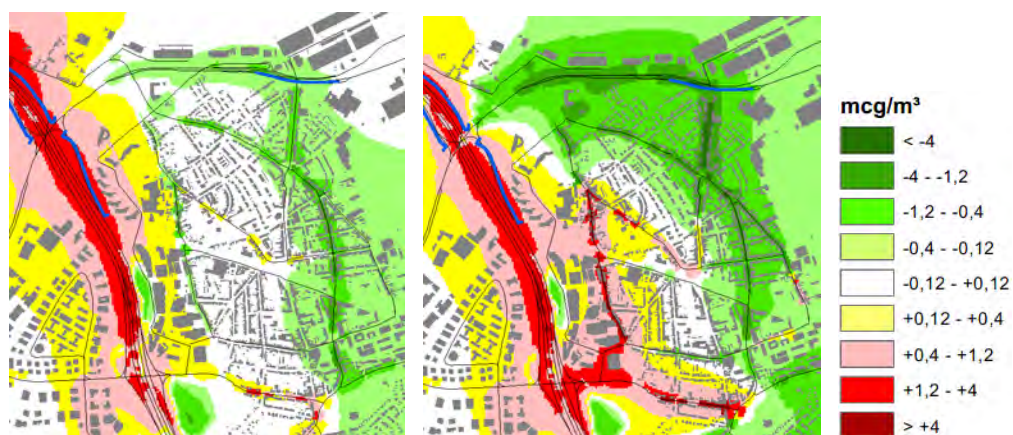 mcg/m³
< -4
-4 - -1,2
-1,2 - -0,4
-0,4 - -0,12
-0,12 - +0,12
+0,12 - +0,4
+0,4 - +1,2
+1,2 - +4
> +4